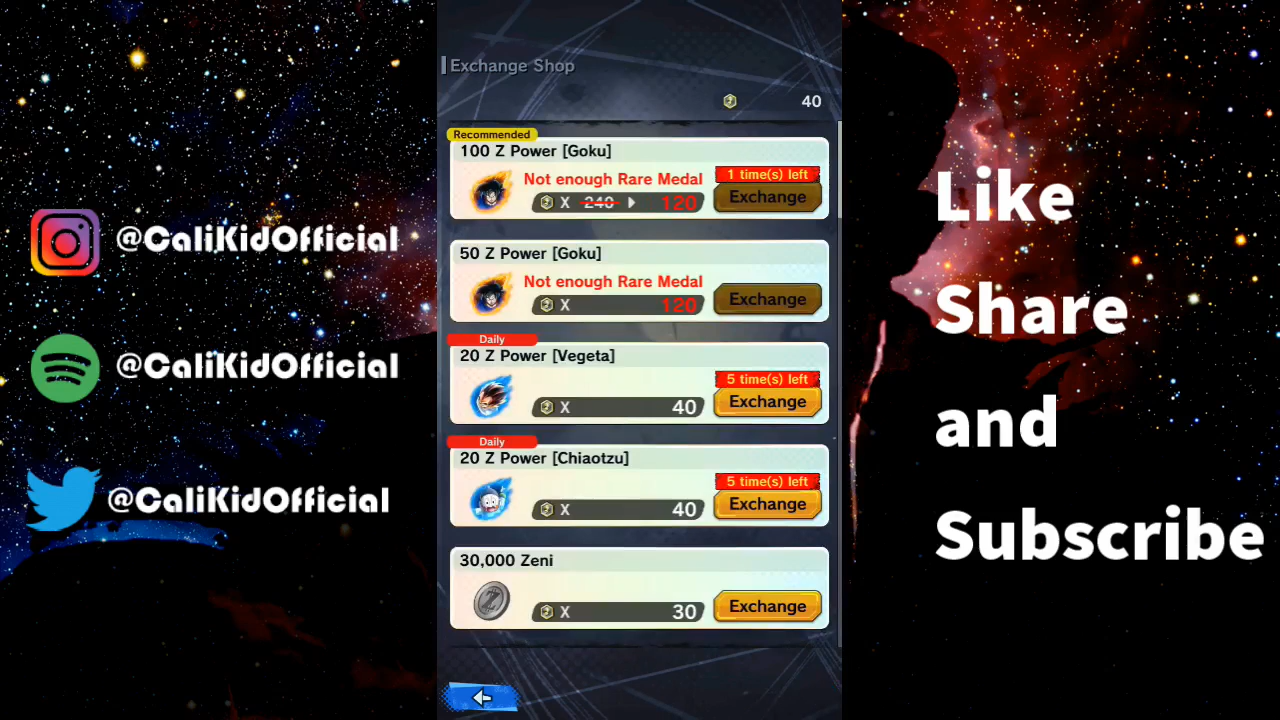 @CaliKidOfficial
@CaliKidOfficial
@CaliKidOfficial
Exchange Shop
40
Recommended
100 Z Power [Goku]
Not enough Rare Medal
X 240 120
1 time(s) left
Exchange
50 Z Power [Goku]
Not enough Rare Medal
X 120
Exchange
Daily
20 Z Power [Vegeta]
X 40
5 time(s) left
Exchange
Daily
20 Z Power [Chiaotzu]
X 40
5 time(s) left
Exchange
30,000 Zeni
X 30
Exchange
Like
Share
and
Subscribe